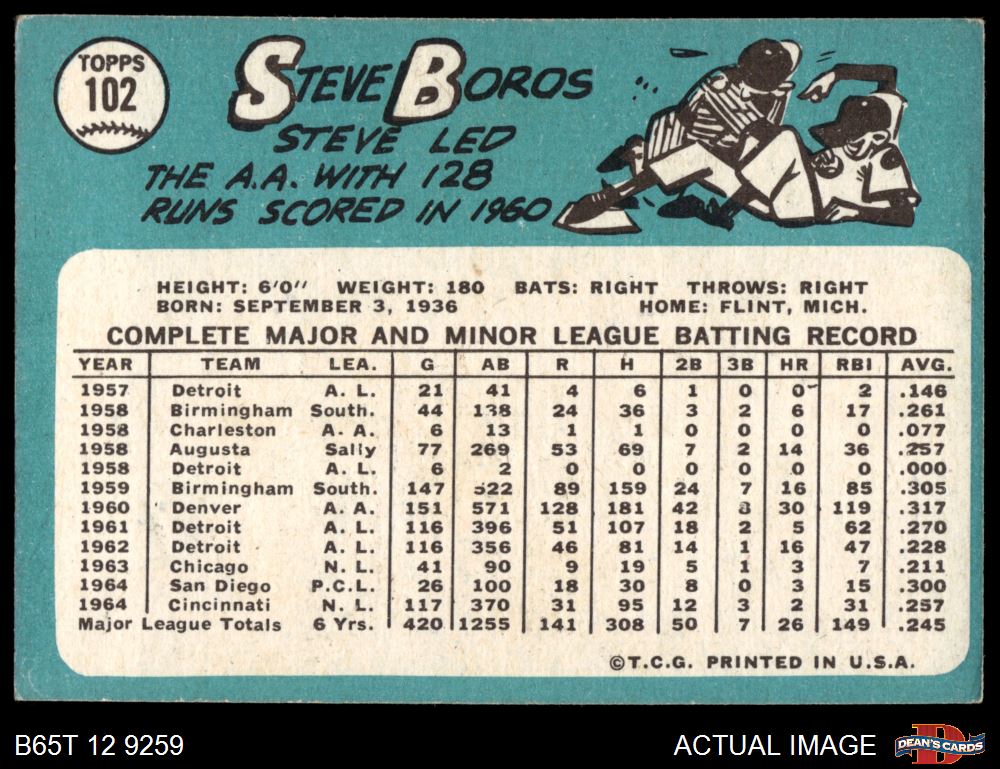 TOPPS
102
STEVE BOROS
STEVE LED
THE A.A. WITH 128
RUNS SCORED IN 1960
HEIGHT: 6'0" WEIGHT: 180 BATS: RIGHT THROWS: RIGHT
BORN: SEPTEMBER 3, 1936 HOME: FLINT, MICH.
COMPLETE MAJOR AND MINOR LEAGUE BATTING RECORD
YEAR TEAM LEA. G AB R H 2B 3B HR RBI AVG.
1957 Detroit A. L. 21 41 4 6 1 0 0 2 .146
1958 Birmingham South. 44 138 24 36 3 2 6 17 .261
1958 Charleston A. A. 6 13 1 1 0 0 0 0 .077
1958 Augusta Sally 77 269 53 69 7 2 14 36 .257
1958 Detroit A. L. 6 2 0 0 0 0 0 0 .000
1959 Birmingham South. 147 522 89 159 24 7 16 85 .305
1960 Denver A. A. 151 571 128 181 42 30 119 .317
1961 Detroit A. L. 116 396 51 107 18 2 5 62 .270
1962 Detroit A. L. 116 356 46 81 14 1 16 47 .228
1963 Chicago N. L. 41 90 9 19 5 1 3 7 .211
1964 San Diego P.C.L. 26 100 18 30 8 0 3 15 .300
1964 Cincinnati N. L. 117 370 31 95 12 3 2 31 .257
Major League Totals 6 Yrs. 420 1255 141 308 50 7 26 149 .245
©T.C.G. PRINTED IN U.S.A.
B65T 12 9259 ACTUAL IMAGE DEAN'S CARDS